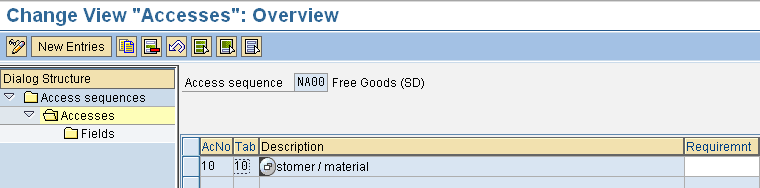 Change View "Accesses": Overview
New Entries
Dialog Structure
Access sequences
Accesses
Fields
Access sequence NA00 Free Goods (SD)
AcNo Tab Description Requiremnt
10 10 stomer / material